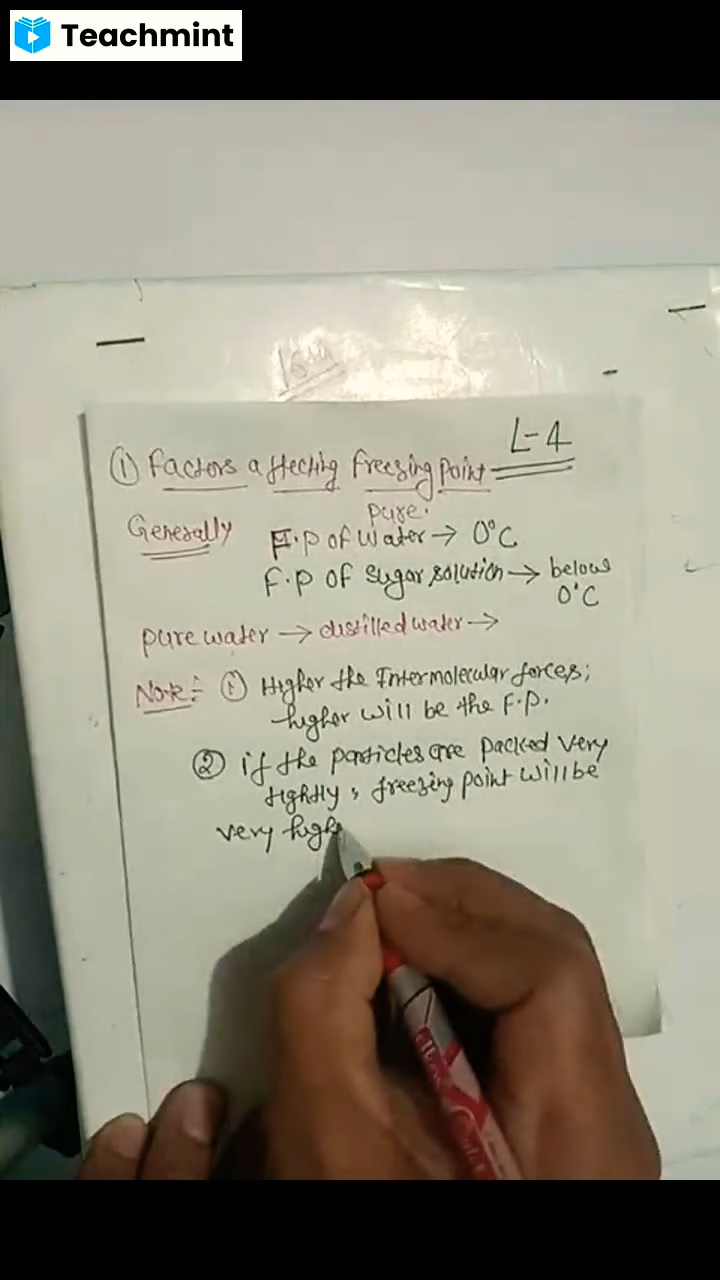 Teachmint
L-4
① Factors affecting Freezing Point
pure.
Generally F.P of Water → 0°C
F.P of Sugar solution → below
0°C
pure water → distilled water →
Note:- ① Higher the Intermolecular forces;
higher will be the F.P.
② if the particles are packed very
tightly, freezing point will be
very high